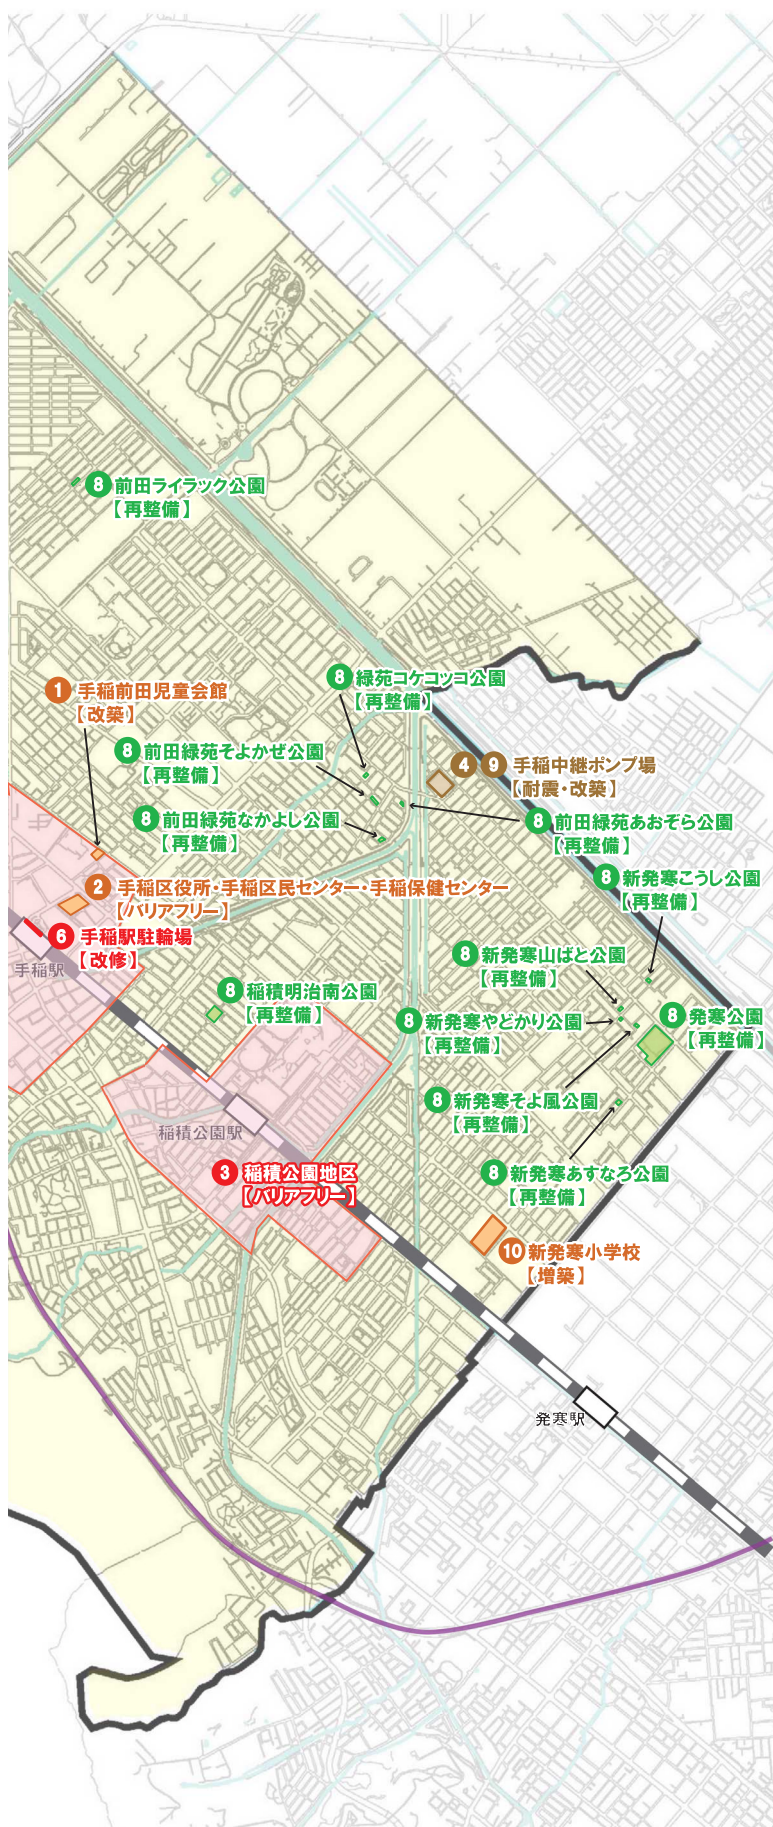 8 前田ライラック公園
【再整備】
8 緑苑コケコッコ公園
【再整備】
1 手稲前田児童会館
【改築】
8 前田緑苑そよかぜ公園
【再整備】
4 9 手稲中継ポンプ場
【耐震・改築】
8 前田緑苑なかよし公園
【再整備】
8 前田緑苑あおぞら公園
【再整備】
8 新発寒こうし公園
【再整備】
2 手稲区役所・手稲区民センター・手稲保健センター
【バリアフリー】
6 手稲駅駐輪場
【改修】
手稲駅
8 新発寒山ばと公園
【再整備】
8 稲積明治南公園
【再整備】
8 新発寒やどかり公園
【再整備】
8 発寒公園
【再整備】
8 新発寒そよ風公園
【再整備】
稲積公園駅
3 稲積公園地区
【バリアフリー】
8 新発寒あすなろ公園
【再整備】
10 新発寒小学校
【増築】
発寒駅